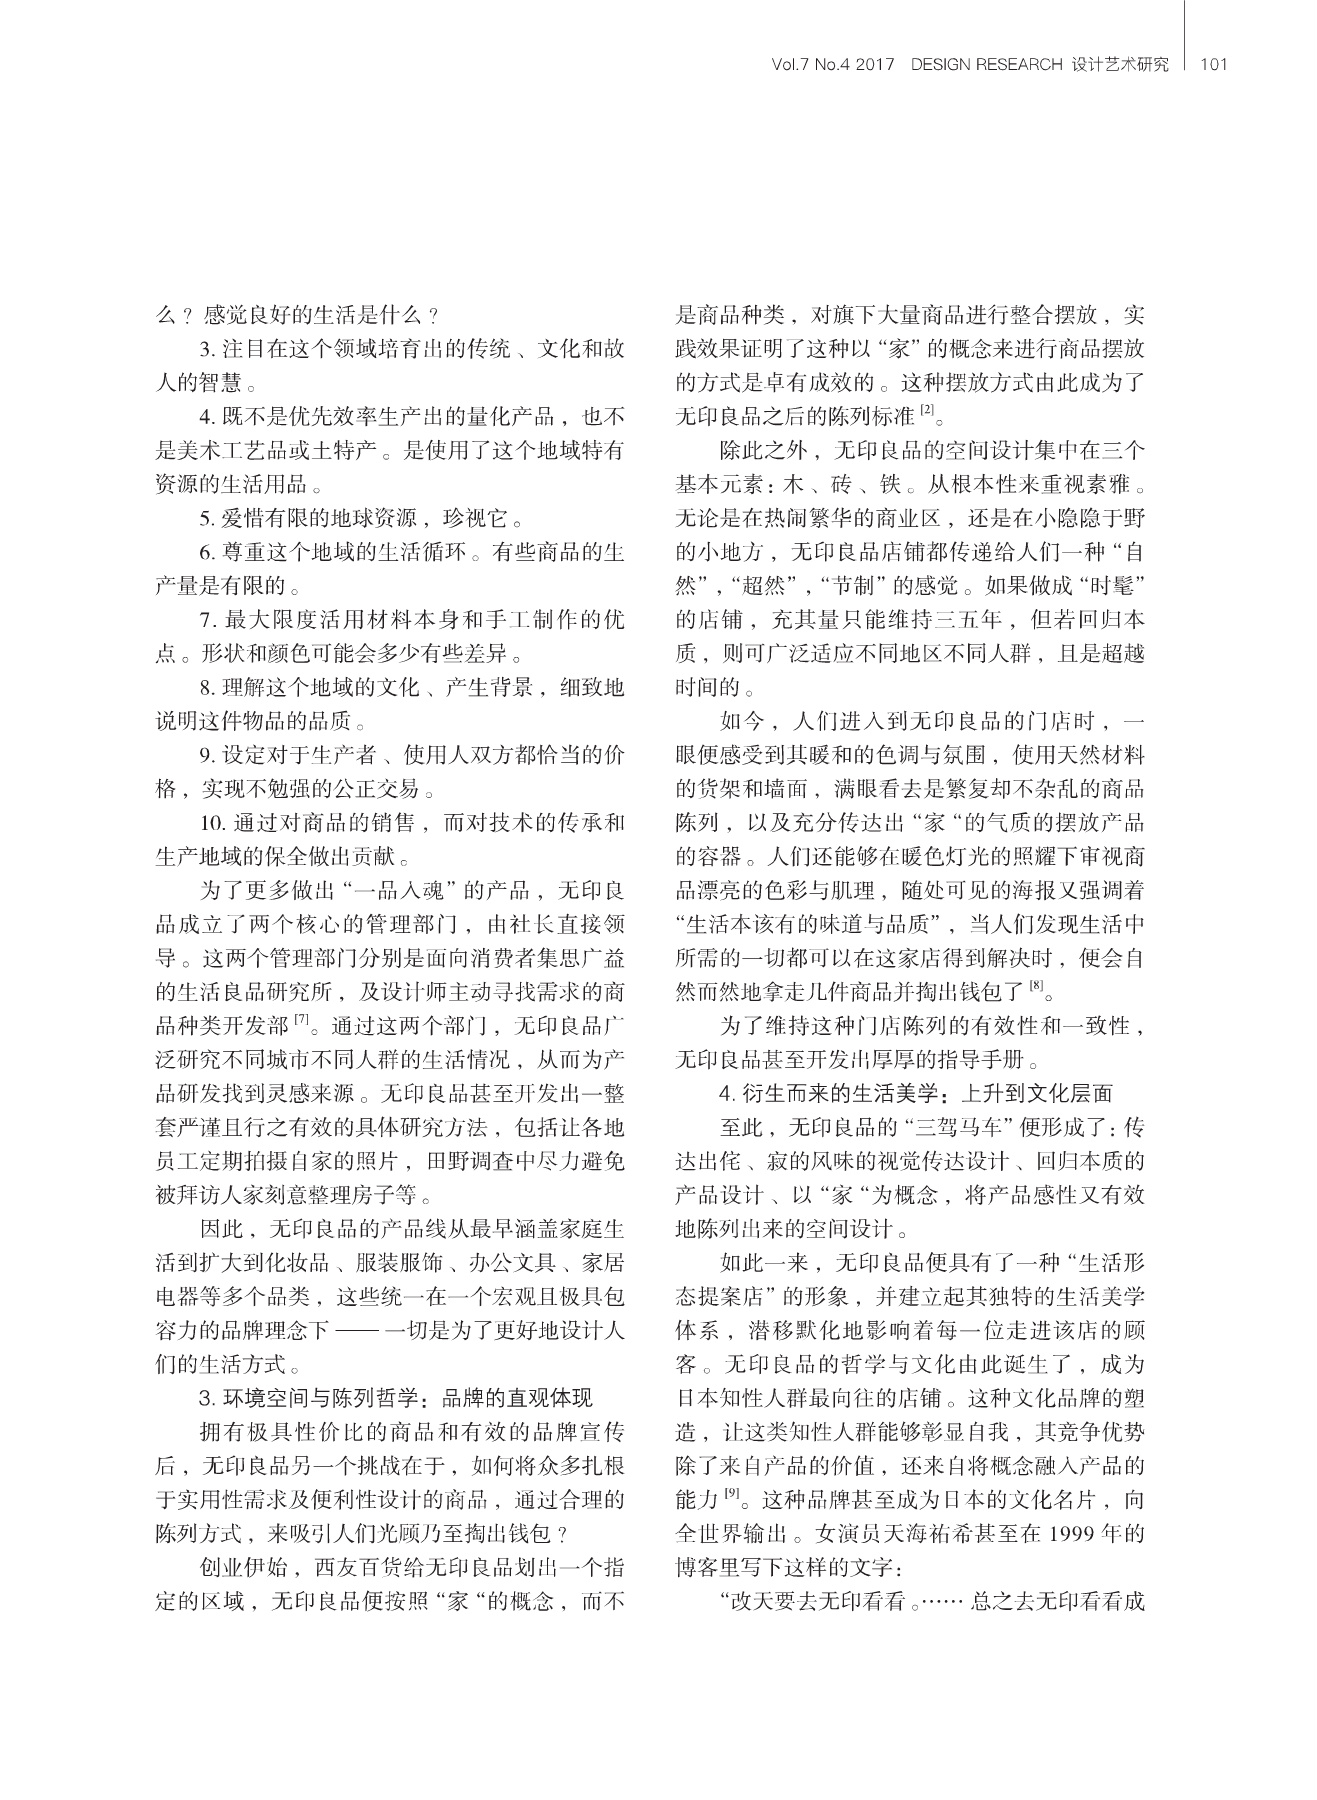 Vol.7 No.4 2017 DESIGN RESEARCH 设计艺术研究 101
么？感觉良好的生活是什么？
3. 注目在这个领域培育出的传统、文化和故
人的智慧。
4. 既不是优先效率生产出的量化产品，也不
是美术工艺品或土特产。是使用了这个地域特有
资源的生活用品。
5. 爱惜有限的地球资源，珍视它。
6. 尊重这个地域的生活循环。有些商品的生
产量是有限的。
7. 最大限度活用材料本身和手工制作的优
点。形状和颜色可能会多少有些差异。
8. 理解这个地域的文化、产生背景，细致地
说明这件物品的品质。
9. 设定对于生产者、使用人双方都恰当的价
格，实现不勉强的公正交易。
10. 通过对商品的销售，而对技术的传承和
生产地域的保全做出贡献。
为了更多做出“一品入魂”的产品，无印良
品成立了两个核心的管理部门，由社长直接领
导。这两个管理部门分别是面向消费者集思广益
的生活良品研究所，及设计师主动寻找需求的商
品种类开发部[7]。通过这两个部门，无印良品广
泛研究不同城市不同人群的生活情况，从而为产
品研发找到灵感来源。无印良品甚至开发出一整
套严谨且行之有效的具体研究方法，包括让各地
员工定期拍摄自家的照片，田野调查中尽力避免
被拜访人家刻意整理房子等。
因此，无印良品的产品线从最早涵盖家庭生
活到扩大到化妆品、服装服饰、办公文具、家居
电器等多个品类，这些统一在一个宏观且极具包
容力的品牌理念下——一切是为了更好地设计人
们的生活方式。
3. 环境空间与陈列哲学：品牌的直观体现
拥有极具性价比的商品和有效的品牌宣传
后，无印良品另一个挑战在于，如何将众多扎根
于实用性需求及便利性设计的商品，通过合理的
陈列方式，来吸引人们光顾乃至掏出钱包？
创业伊始，西友百货给无印良品划出一个指
定的区域，无印良品便按照“家“的概念，而不
是商品种类，对旗下大量商品进行整合摆放，实
践效果证明了这种以“家”的概念来进行商品摆放
的方式是卓有成效的。这种摆放方式由此成为了
无印良品之后的陈列标准[2]。
除此之外，无印良品的空间设计集中在三个
基本元素：木、砖、铁。从根本性来重视素雅。
无论是在热闹繁华的商业区，还是在小隐隐于野
的小地方，无印良品店铺都传递给人们一种“自
然”，“超然”，“节制”的感觉。如果做成“时髦”
的店铺，充其量只能维持三五年，但若回归本
质，则可广泛适应不同地区不同人群，且是超越
时间的。
如今，人们进入到无印良品的门店时，一
眼便感受到其暖和的色调与氛围，使用天然材料
的货架和墙面，满眼看去是繁复却不杂乱的商品
陈列，以及充分传达出“家“的气质的摆放产品
的容器。人们还能够在暖色灯光的照耀下审视商
品漂亮的色彩与肌理，随处可见的海报又强调着
“生活本该有的味道与品质”，当人们发现生活中
所需的一切都可以在这家店得到解决时，便会自
然而然地拿走几件商品并掏出钱包了[8]。
为了维持这种门店陈列的有效性和一致性，
无印良品甚至开发出厚厚的指导手册。
4. 衍生而来的生活美学：上升到文化层面
至此，无印良品的“三驾马车”便形成了：传
达出侘、寂的风味的视觉传达设计、回归本质的
产品设计、以“家“为概念，将产品感性又有效
地陈列出来的空间设计。
如此一来，无印良品便具有了一种“生活形
态提案店”的形象，并建立起其独特的生活美学
体系，潜移默化地影响着每一位走进该店的顾
客。无印良品的哲学与文化由此诞生了，成为
日本知性人群最向往的店铺。这种文化品牌的塑
造，让这类知性人群能够彰显自我，其竞争优势
除了来自产品的价值，还来自将概念融入产品的
能力[9]。这种品牌甚至成为日本的文化名片，向
全世界输出。女演员天海祐希甚至在 1999 年的
博客里写下这样的文字：
“改天要去无印看看。……总之去无印看看成